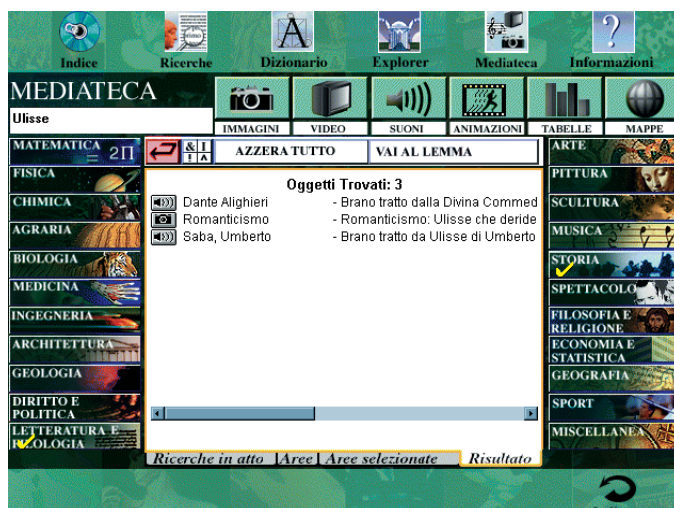 Indice
Ricerche
Dizionario
Explorer
Mediateca
Informazioni
MEDIATECA
Ulisse
IMMAGINI
VIDEO
SUONI
ANIMAZIONI
TABELLE
MAPPE
MATEMATICA
= 2Π
FISICA
CHIMICA
AGRARIA
BIOLOGIA
MEDICINA
INGEGNERIA
ARCHITETTURA
GEOLOGIA
DIRITTO E
POLITICA
LETTERATURA E
FILOLOGIA
& I
! ^
AZZERA TUTTO
VAI AL LEMMA
Oggetti Trovati: 3
Dante Alighieri - Brano tratto dalla Divina Commed
Romanticismo - Romanticismo: Ulisse che deride
Saba, Umberto - Brano tratto da Ulisse di Umberto
Ricerche in atto Aree Aree selezionate Risultato
ARTE
PITTURA
SCULTURA
MUSICA
STORIA
SPETTACOLO
FILOSOFIA E
RELIGIONE
ECONOMIA E
STATISTICA
GEOGRAFIA
SPORT
MISCELLANEA